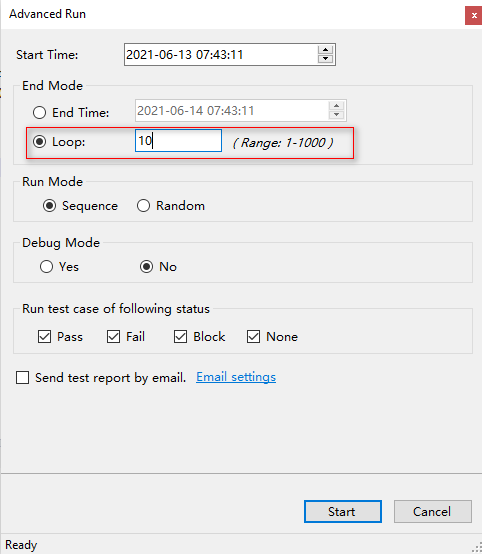 Advanced Run x
Start Time: 2021-06-13 07:43:11
End Mode
End Time: 2021-06-14 07:43:11
Loop: 10 ( Range: 1-1000 )
Run Mode
Sequence Random
Debug Mode
Yes No
Run test case of following status
Pass Fail Block None
Send test report by email. Email settings
Start Cancel
Ready